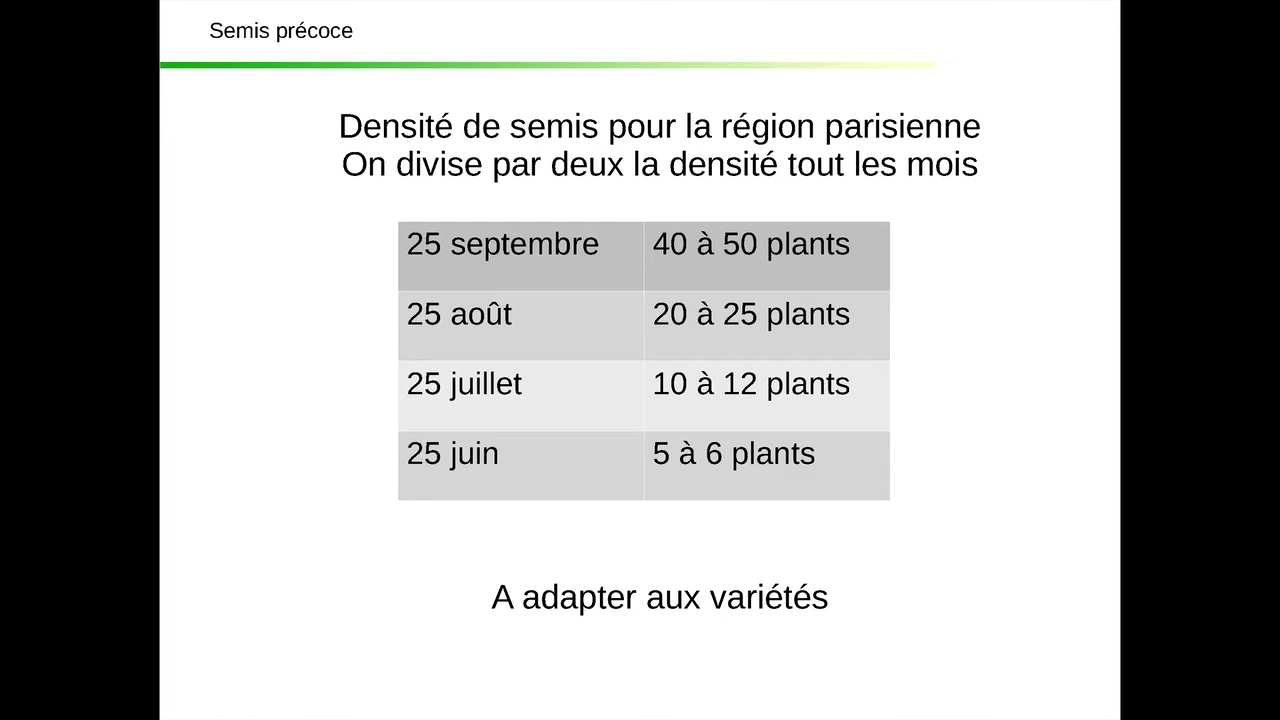 Semis précoce
Densité de semis pour la région parisienne
On divise par deux la densité tout les mois
25 septembre 40 à 50 plants
25 août 20 à 25 plants
25 juillet 10 à 12 plants
25 juin 5 à 6 plants
A adapter aux variétés